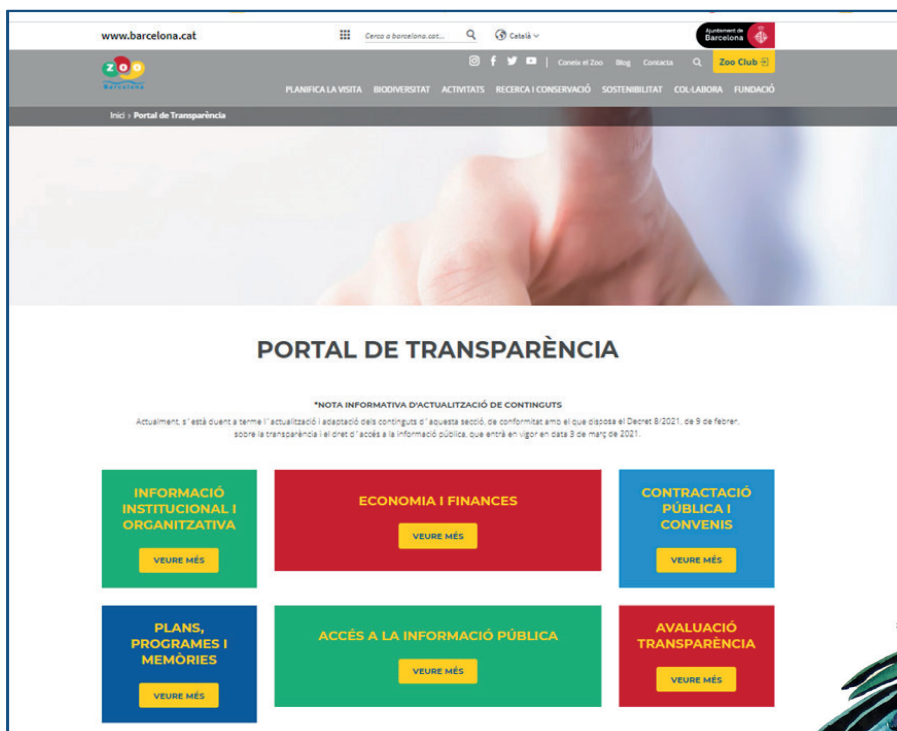 www.barcelona.cat
Cerco a barcelona.cat...
Català
Ajuntament de
Barcelona
ZOO
Barcelona
Coneix el Zoo Blog Contacta
Zoo Club
PLANIFICA LA VISITA BIODIVERSITAT ACTIVITATS RECERCA I CONSERVACIÓ SOSTENIBILITAT COL·LABORA FUNDACIÓ
Inici > Portal de Transparència
PORTAL DE TRANSPARÈNCIA
*NOTA INFORMATIVA D'ACTUALITZACIÓ DE CONTINGUTS
Actualment, s'està duent a terme l'actualització i adaptació dels continguts d'aquesta secció, de conformitat amb el que disposa el Decret 8/2021, de 9 de febrer,
sobre la transparència i el dret d'accés a la informació pública, que entrà en vigor en data 3 de març de 2021.
INFORMACIÓ
INSTITUCIONAL I
ORGANITZATIVA
VEURE MÉS
ECONOMIA I FINANCES
VEURE MÉS
CONTRACTACIÓ
PÚBLICA I
CONVENIS
VEURE MÉS
PLANS,
PROGRAMES I
MEMÒRIES
VEURE MÉS
ACCÉS A LA INFORMACIÓ PÚBLICA
VEURE MÉS
AVALUACIÓ
TRANSPARÈNCIA
VEURE MÉS